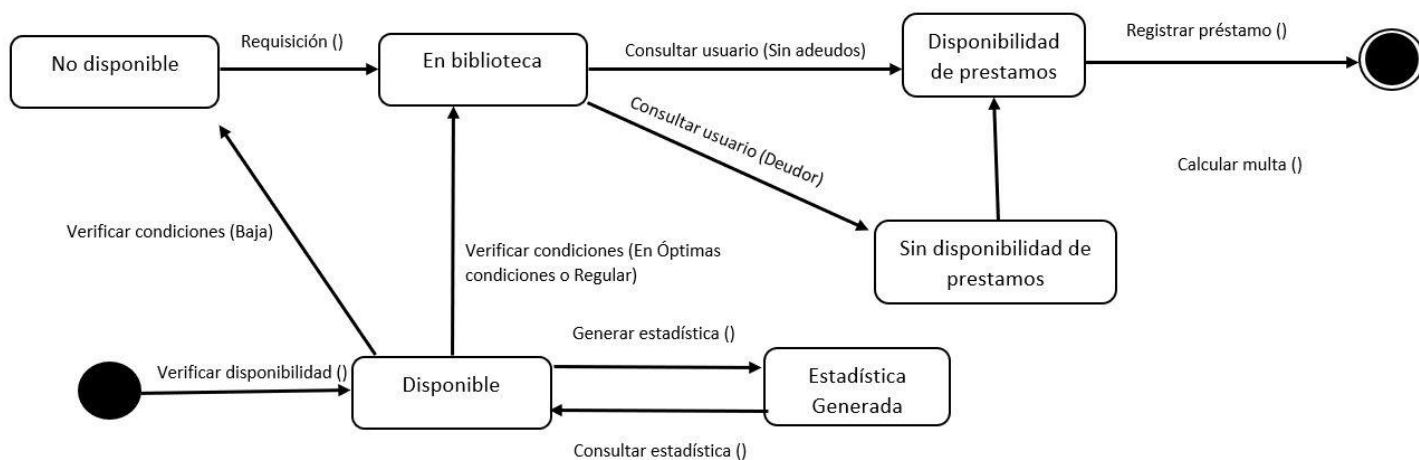 No disponible
Requisición ()
En biblioteca
Consultar usuario (Sin adeudos)
Disponibilidad
de prestamos
Registrar préstamo ()
Consultar usuario (Deudor)
Calcular multa ()
Verificar condiciones (Baja)
Verificar condiciones (En Óptimas
condiciones o Regular)
Sin disponibilidad de
prestamos
Generar estadística ()
Verificar disponibilidad ()
Disponible
Estadística
Generada
Consultar estadística ()